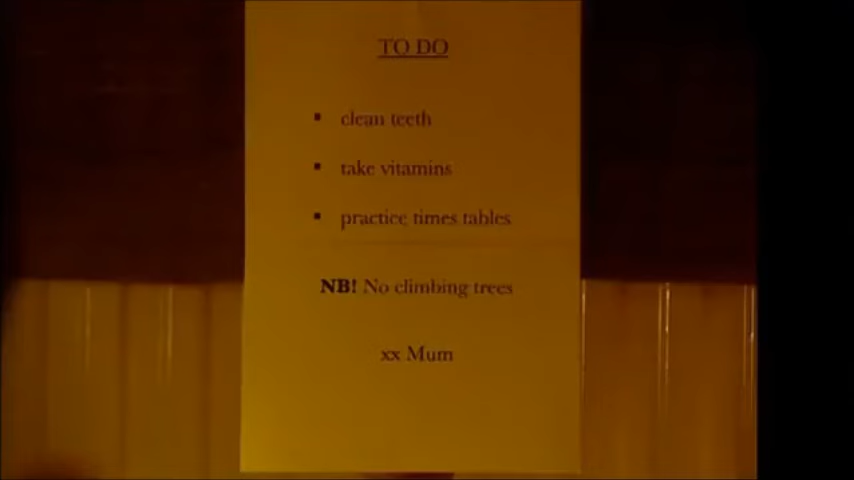 TO DO
▪ clean teeth
▪ take vitamins
▪ practice times tables
NB! No climbing trees
xx Mum